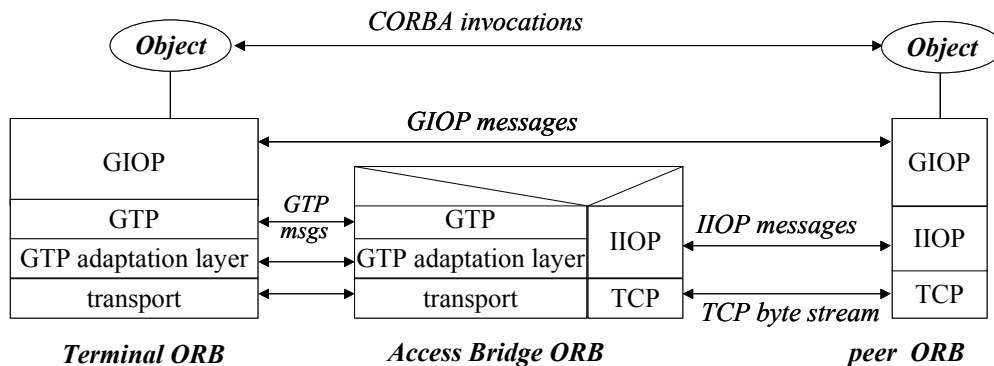 CORBA invocations
Object
Object
GIOP messages
GIOP
GIOP
GTP
msgs
GTP
GTP
IIOP
IIOP messages
IIOP
GTP adaptation layer
GTP adaptation layer
transport
transport
TCP
TCP byte stream
TCP
Terminal ORB
Access Bridge ORB
peer ORB